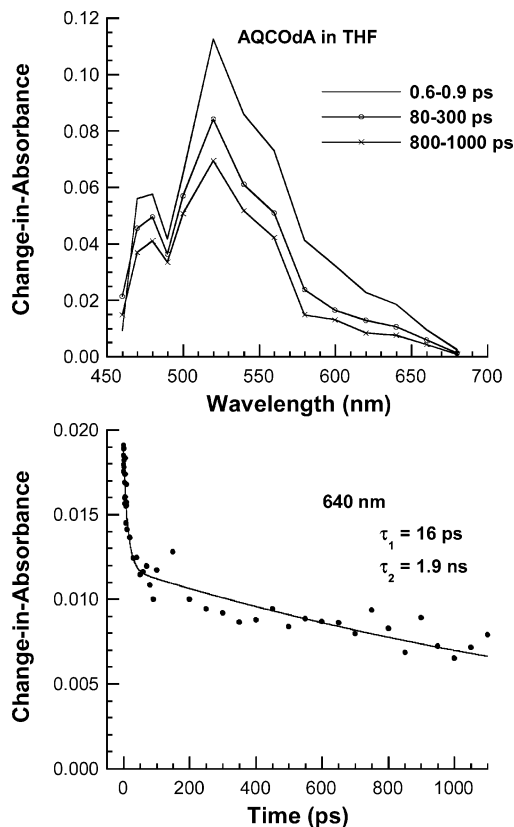 AQCOdA in THF
0.6-0.9 ps
80-300 ps
800-1000 ps
Change-in-Absorbance
0.12
0.10
0.08
0.06
0.04
0.02
0.00
450 500 550 600 650 700
Wavelength (nm)
640 nm
τ1 = 16 ps
τ2 = 1.9 ns
Change-in-Absorbance
0.020
0.015
0.010
0.005
0.000
0 200 400 600 800 1000
Time (ps)